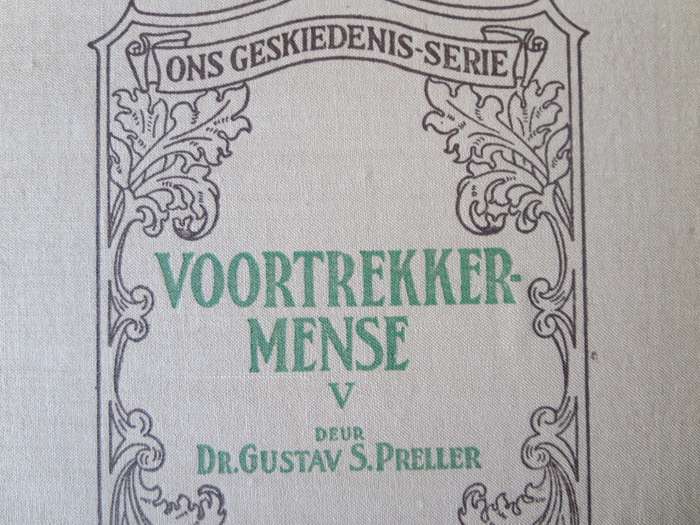 ONS GESKIEDENIS-SERIE
VOORTREKKER-
MENSE
V
DEUR
DR. GUSTAV S. PRELLER